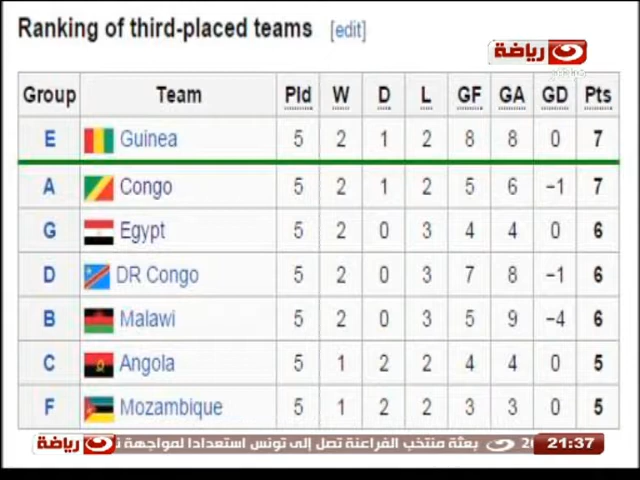 Ranking of third-placed teams [edit]
رياضة
مباشر
Group Team Pld W D L GF GA GD Pts
E Guinea 5 2 1 2 8 8 0 7
A Congo 5 2 1 2 5 6 −1 7
G Egypt 5 2 0 3 4 4 0 6
D DR Congo 5 2 0 3 7 8 −1 6
B Malawi 5 2 0 3 5 9 −4 6
C Angola 5 1 2 2 4 4 0 5
F Mozambique 5 1 2 2 3 3 0 5
رياضة بعثة منتخب الفراعنة تصل إلى تونس استعدادا لمواجهة 21:37